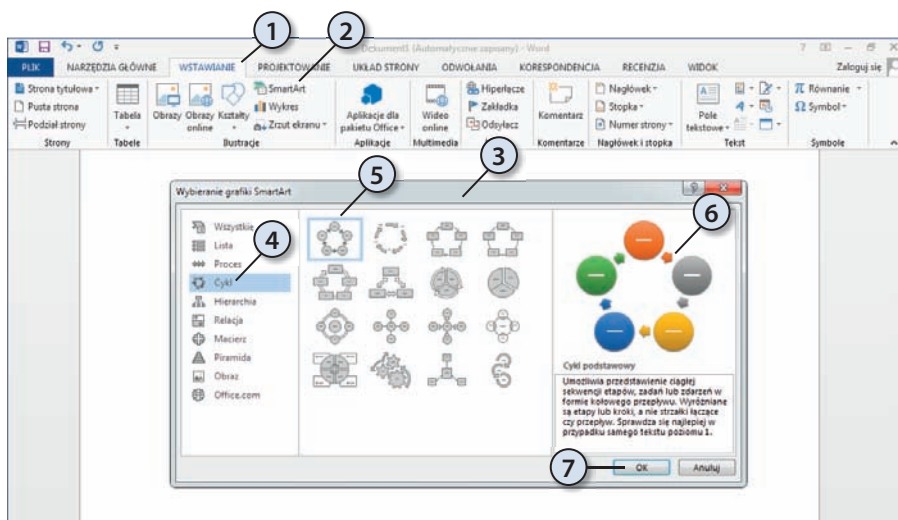 1
2
Dokument1 (Automatycznie zapisany) - Word
?
PLIK NARZĘDZIA GŁÓWNE WSTAWIANIE PROJEKTOWANIE UKŁAD STRONY ODWOŁANIA KORESPONDENCJA RECENZJA WIDOK Zaloguj się
Strona tytułowa
Pusta strona
Podział strony
Strony
Tabela
Tabele
Obrazy
Obrazy online
Kształty
SmartArt
Wykres
Zrzut ekranu
Ilustracje
Aplikacje dla
pakietu Office
Aplikacje
Wideo
online
Multimedia
Hiperłącze
Zakładka
Odsyłacz
Komentarz
Komentarze
Nagłówek
Stopka
Numer strony
Nagłówek i stopka
Pole
tekstowe
Tekst
π Równanie
Ω Symbol
Symbole
3
Wybieranie grafiki SmartArt
?
5
4
6
Wszystkie
Lista
Proces
Cykl
Hierarchia
Relacja
Macierz
Piramida
Obraz
Office.com
Cykl podstawowy
Umożliwia przedstawienie ciągłej
sekwencji etapów, zadań lub zdarzeń w
formie kołowego przepływu. Wyróżniane
są etapy lub kroki, a nie strzałki łączące
czy przepływ. Sprawdza się najlepiej w
przypadku samego tekstu poziomu 1.
7
OK Anuluj